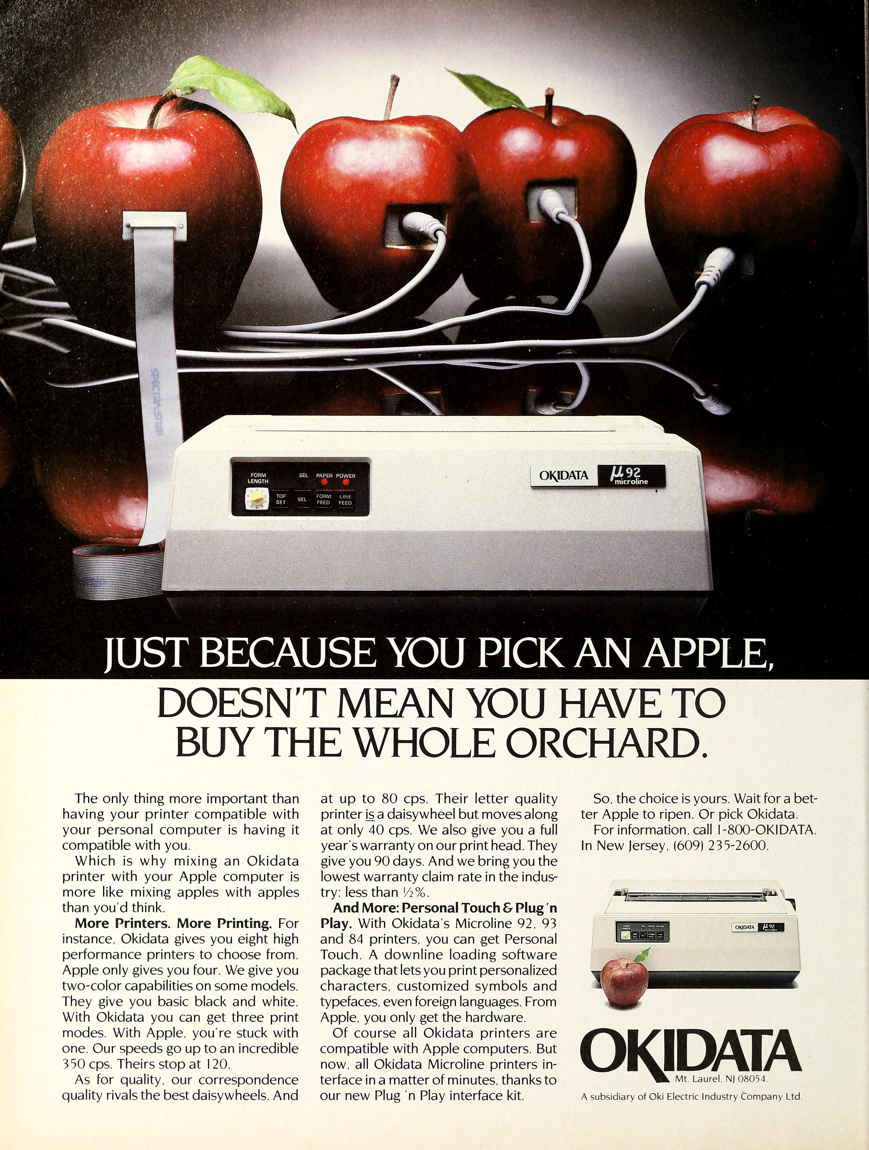 SPECTRA-STRIP
FORM
LENGTH
SEL PAPER POWER
TOF
SET
SEL
FORM
FEED
LINE
FEED
OKIDATA
µ92
microline
JUST BECAUSE YOU PICK AN APPLE,
DOESN'T MEAN YOU HAVE TO
BUY THE WHOLE ORCHARD.
The only thing more important than
having your printer compatible with
your personal computer is having it
compatible with you.
Which is why mixing an Okidata
printer with your Apple computer is
more like mixing apples with apples
than you'd think.
More Printers. More Printing. For
instance, Okidata gives you eight high
performance printers to choose from.
Apple only gives you four. We give you
two-color capabilities on some models.
They give you basic black and white.
With Okidata you can get three print
modes. With Apple, you're stuck with
one. Our speeds go up to an incredible
350 cps. Theirs stop at 120.
As for quality, our correspondence
quality rivals the best daisywheels. And
at up to 80 cps. Their letter quality
printer is a daisywheel but moves along
at only 40 cps. We also give you a full
year's warranty on our print head. They
give you 90 days. And we bring you the
lowest warranty claim rate in the indus-
try; less than ½%.
And More: Personal Touch & Plug 'n
Play. With Okidata's Microline 92, 93
and 84 printers, you can get Personal
Touch. A downline loading software
package that lets you print personalized
characters, customized symbols and
typefaces, even foreign languages. From
Apple, you only get the hardware.
Of course all Okidata printers are
compatible with Apple computers. But
now, all Okidata Microline printers in-
terface in a matter of minutes, thanks to
our new Plug 'n Play interface kit.
So, the choice is yours. Wait for a bet-
ter Apple to ripen. Or pick Okidata.
For information, call 1-800-OKIDATA.
In New Jersey, (609) 235-2600.
OKIDATA µ92
OKIDATA
Mt. Laurel, NJ 08054.
A subsidiary of Oki Electric Industry Company Ltd.